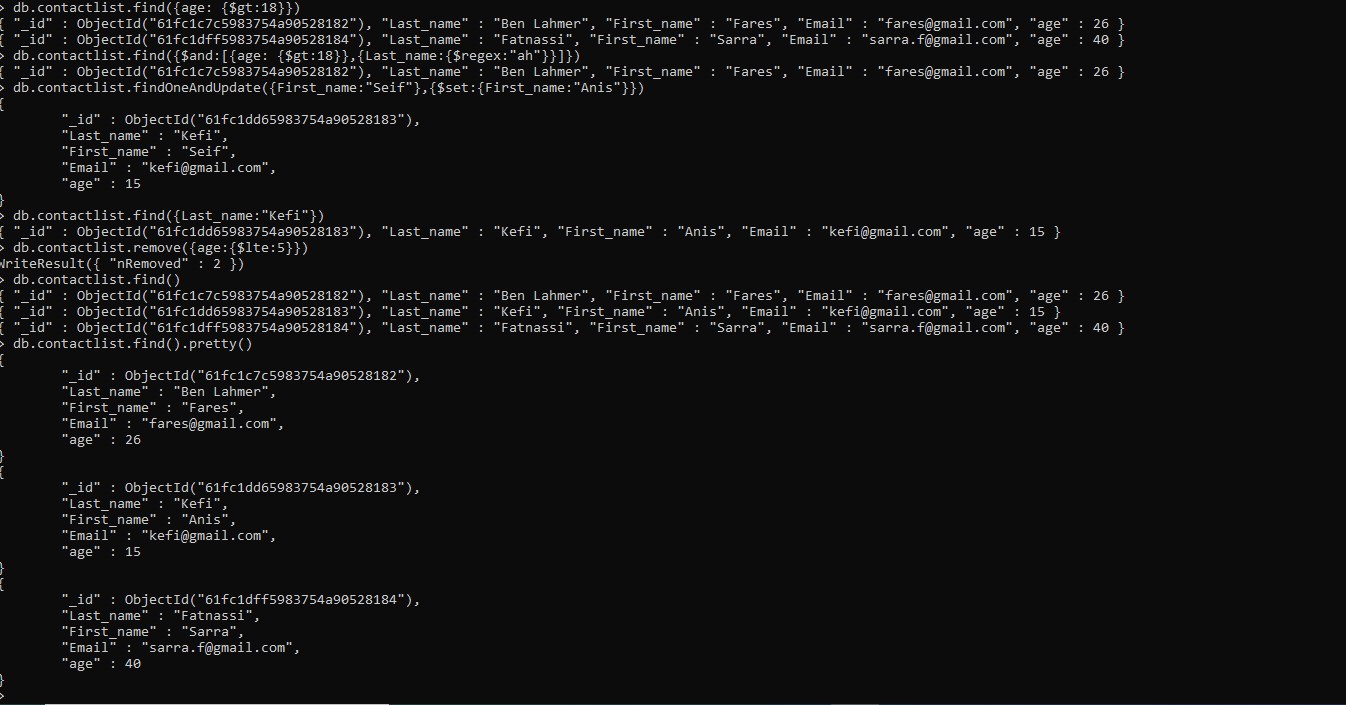 > db.contactlist.find({age: {$gt:18}})
{ "_id" : ObjectId("61fc1c7c5983754a90528182"), "Last_name" : "Ben Lahmer", "First_name" : "Fares", "Email" : "fares@gmail.com", "age" : 26 }
{ "_id" : ObjectId("61fc1dff5983754a90528184"), "Last_name" : "Fatnassi", "First_name" : "Sarra", "Email" : "sarra.f@gmail.com", "age" : 40 }
> db.contactlist.find({$and:[{age: {$gt:18}},{Last_name:{$regex:"ah"}}]})
{ "_id" : ObjectId("61fc1c7c5983754a90528182"), "Last_name" : "Ben Lahmer", "First_name" : "Fares", "Email" : "fares@gmail.com", "age" : 26 }
> db.contactlist.findOneAndUpdate({First_name:"Seif"},{$set:{First_name:"Anis"}})
{
"_id" : ObjectId("61fc1dd65983754a90528183"),
"Last_name" : "Kefi",
"First_name" : "Seif",
"Email" : "kefi@gmail.com",
"age" : 15
}
> db.contactlist.find({Last_name:"Kefi"})
{ "_id" : ObjectId("61fc1dd65983754a90528183"), "Last_name" : "Kefi", "First_name" : "Anis", "Email" : "kefi@gmail.com", "age" : 15 }
> db.contactlist.remove({age:{$lte:5}})
WriteResult({ "nRemoved" : 2 })
> db.contactlist.find()
{ "_id" : ObjectId("61fc1c7c5983754a90528182"), "Last_name" : "Ben Lahmer", "First_name" : "Fares", "Email" : "fares@gmail.com", "age" : 26 }
{ "_id" : ObjectId("61fc1dd65983754a90528183"), "Last_name" : "Kefi", "First_name" : "Anis", "Email" : "kefi@gmail.com", "age" : 15 }
{ "_id" : ObjectId("61fc1dff5983754a90528184"), "Last_name" : "Fatnassi", "First_name" : "Sarra", "Email" : "sarra.f@gmail.com", "age" : 40 }
> db.contactlist.find().pretty()
{
"_id" : ObjectId("61fc1c7c5983754a90528182"),
"Last_name" : "Ben Lahmer",
"First_name" : "Fares",
"Email" : "fares@gmail.com",
"age" : 26
}
{
"_id" : ObjectId("61fc1dd65983754a90528183"),
"Last_name" : "Kefi",
"First_name" : "Anis",
"Email" : "kefi@gmail.com",
"age" : 15
}
{
"_id" : ObjectId("61fc1dff5983754a90528184"),
"Last_name" : "Fatnassi",
"First_name" : "Sarra",
"Email" : "sarra.f@gmail.com",
"age" : 40
}
>